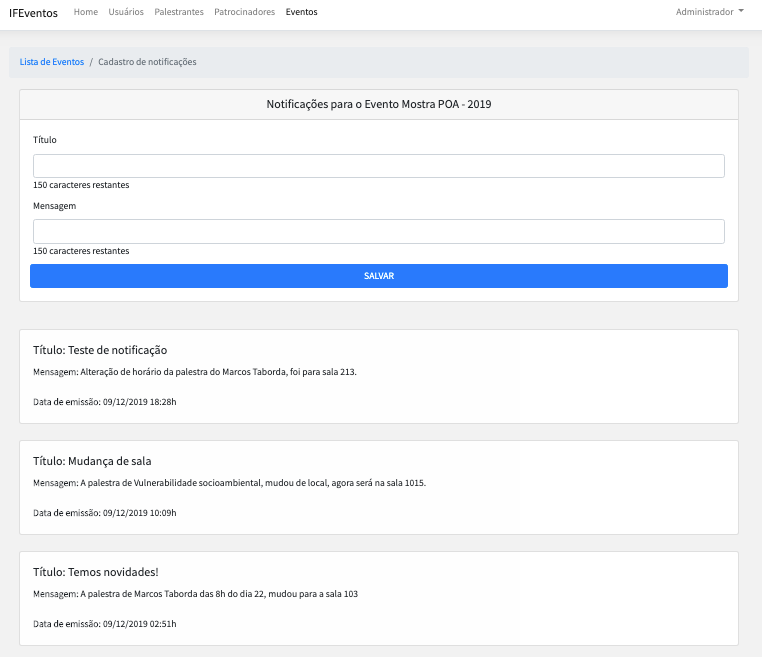 IFEventos Home Usuários Palestrantes Patrocinadores Eventos Administrador
Lista de Eventos / Cadastro de notificações
Notificações para o Evento Mostra POA - 2019
Título
150 caracteres restantes
Mensagem
150 caracteres restantes
SALVAR
Título: Teste de notificação
Mensagem: Alteração de horário da palestra do Marcos Taborda, foi para sala 213.
Data de emissão: 09/12/2019 18:28h
Título: Mudança de sala
Mensagem: A palestra de Vulnerabilidade socioambiental, mudou de local, agora será na sala 1015.
Data de emissão: 09/12/2019 10:09h
Título: Temos novidades!
Mensagem: A palestra de Marcos Taborda das 8h do dia 22, mudou para a sala 103
Data de emissão: 09/12/2019 02:51h